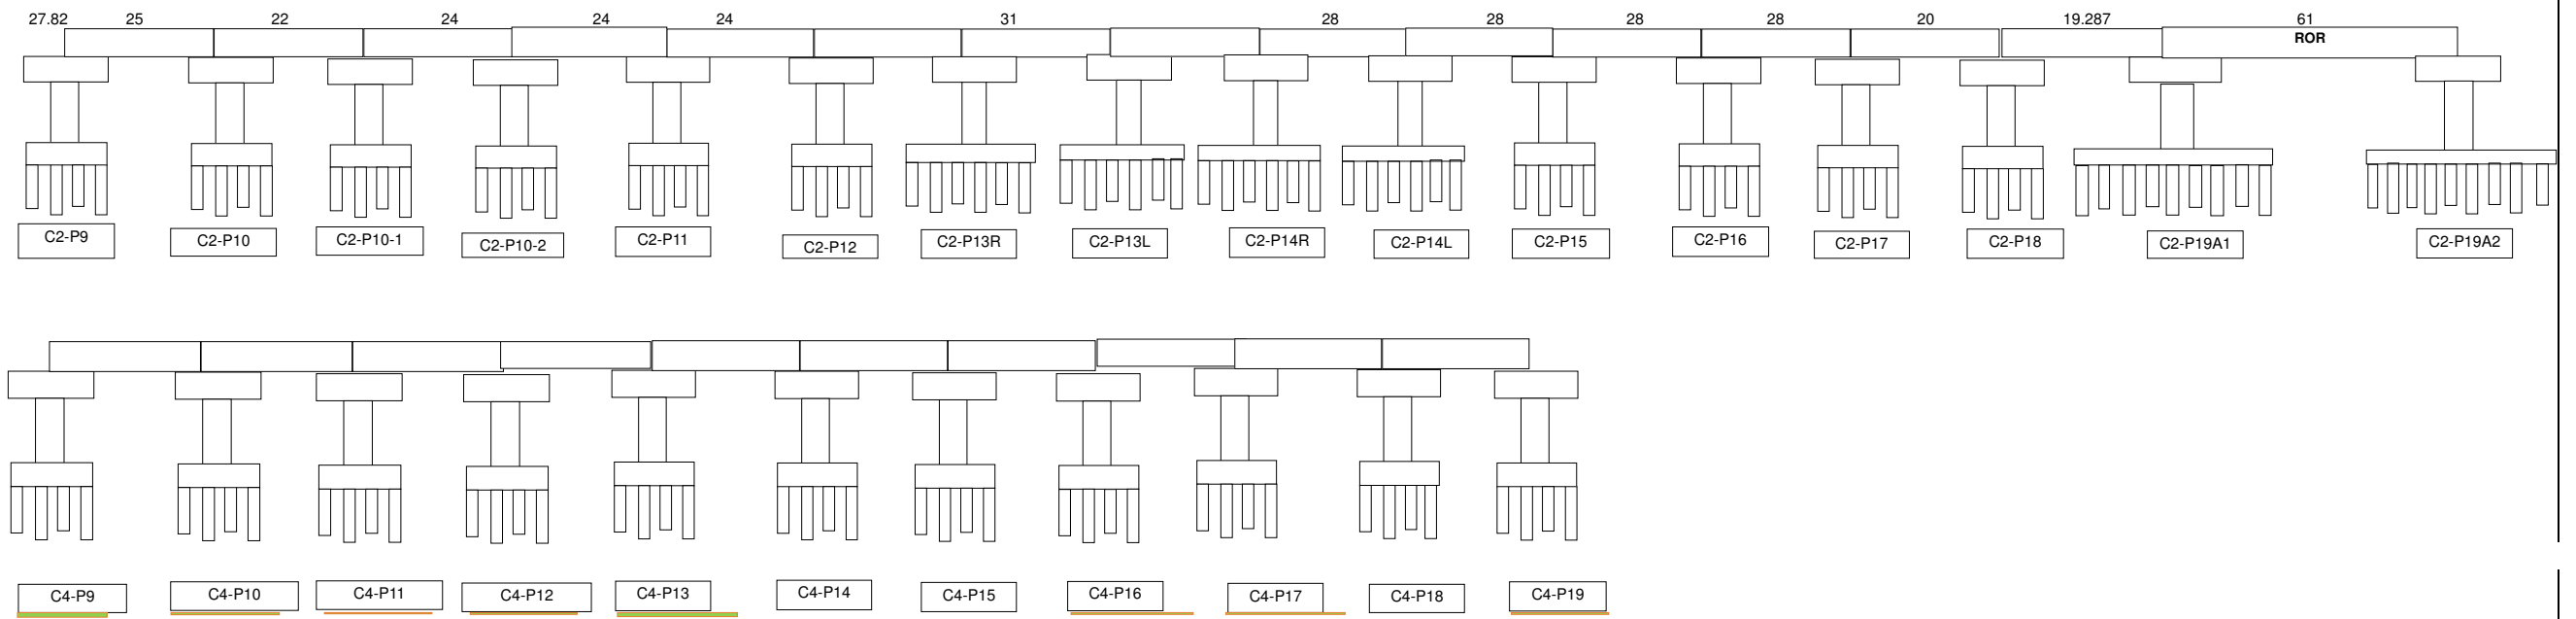 27.82 25 22 24 24 24 31 28 28 28 28 20 19.287 61
ROR
C2-P9 C2-P10 C2-P10-1 C2-P10-2 C2-P11 C2-P12 C2-P13R C2-P13L C2-P14R C2-P14L C2-P15 C2-P16 C2-P17 C2-P18 C2-P19A1 C2-P19A2
C4-P9 C4-P10 C4-P11 C4-P12 C4-P13 C4-P14 C4-P15 C4-P16 C4-P17 C4-P18 C4-P19